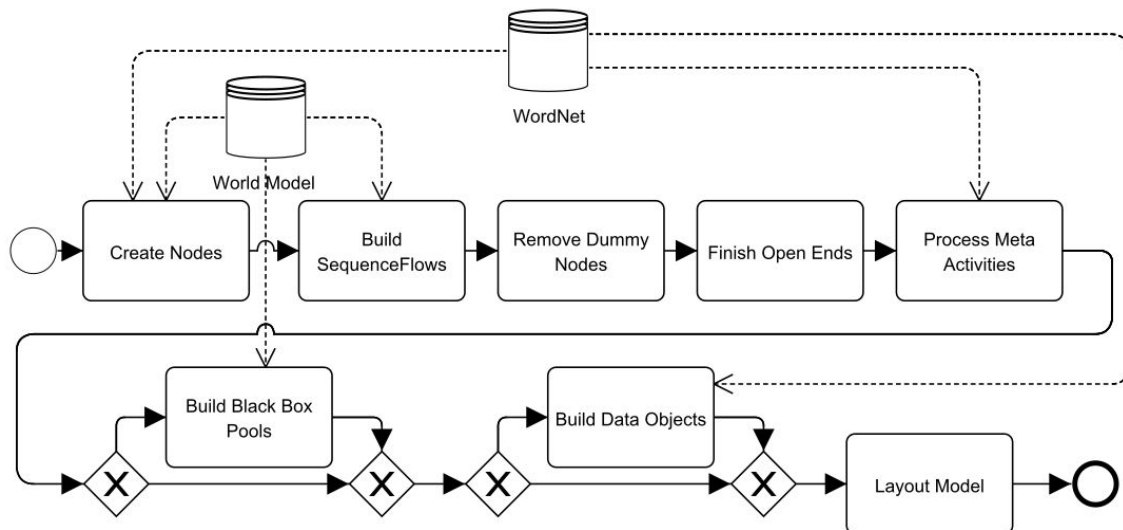 WordNet
World Model
Create Nodes
Build
SequenceFlows
Remove Dummy
Nodes
Finish Open Ends
Process Meta
Activities
Build Black Box
Pools
Build Data Objects
X
X
X
X
Layout Model